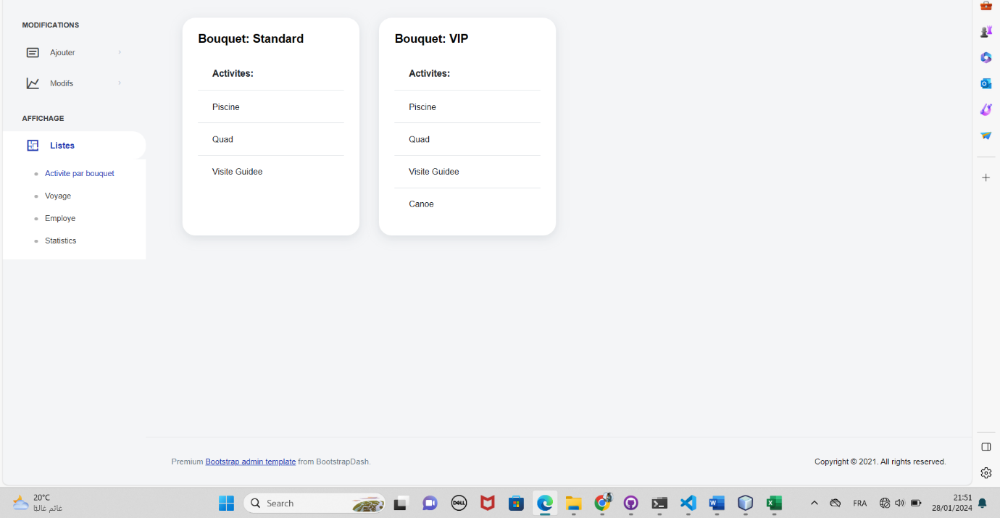 MODIFICATIONS
Ajouter
Modifs
AFFICHAGE
Listes
Activite par bouquet
Voyage
Employe
Statistics
Bouquet: Standard
Activites:
Piscine
Quad
Visite Guidee
Bouquet: VIP
Activites:
Piscine
Quad
Visite Guidee
Canoe
Premium Bootstrap admin template from BootstrapDash.
Copyright © 2021. All rights reserved.
20°C
غائم غالبًا
Search
DELL
FRA
21:51
28/01/2024